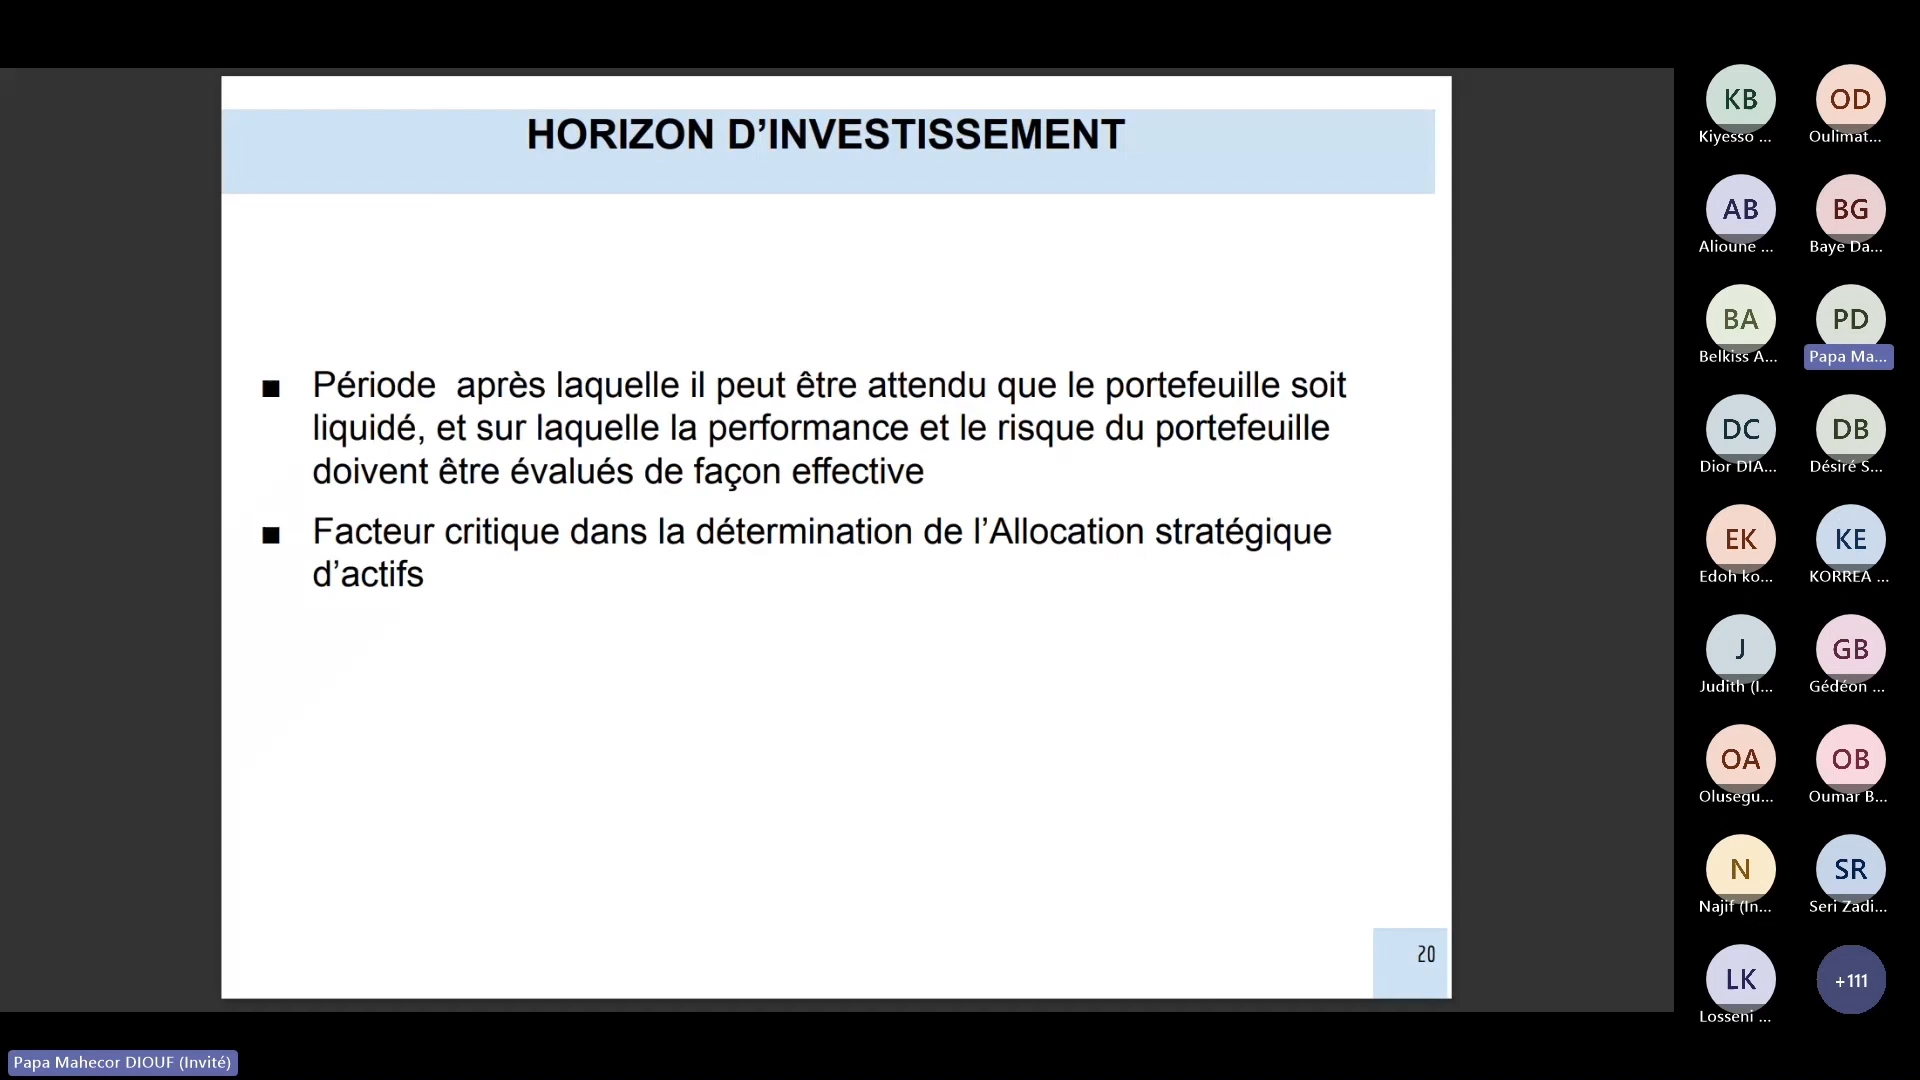 HORIZON D’INVESTISSEMENT
■ Période  après laquelle il peut être attendu que le portefeuille soit
liquidé, et sur laquelle la performance et le risque du portefeuille
doivent être évalués de façon effective
■ Facteur critique dans la détermination de l’Allocation stratégique
d’actifs
20
KB
Kiyesso ...
OD
Oulimat...
AB
Alioune ...
BG
Baye Da...
BA
Belkiss A...
PD
Papa Ma...
DC
Dior DIA...
DB
Désiré S...
EK
Edoh ko...
KE
KORREA ...
J
Judith (I...
GB
Gédéon ...
OA
Olusegu...
OB
Oumar B...
N
Najif (In...
SR
Seri Zadi...
LK
Losseni ...
+111
Papa Mahecor DIOUF (Invité)